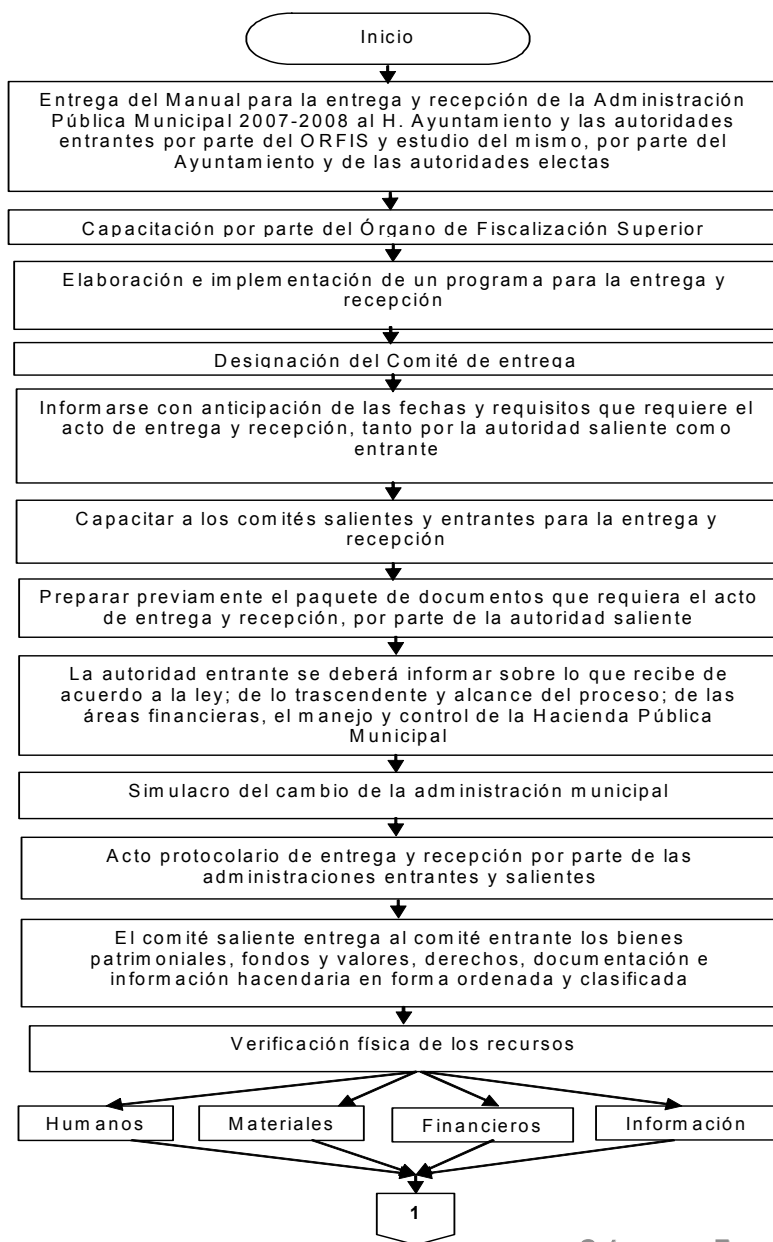 Inicio
Entrega del Manual para la entrega y recepción de la Administración
Pública Municipal 2007-2008 al H. Ayuntamiento y las autoridades
entrantes por parte del ORFIS y estudio del mismo, por parte del
Ayuntamiento y de las autoridades electas
Capacitación por parte del Órgano de Fiscalización Superior
Elaboración e implementación de un programa para la entrega y
recepción
Designación del Comité de entrega
Informarse con anticipación de las fechas y requisitos que requiere el
acto de entrega y recepción, tanto por la autoridad saliente como
entrante
Capacitar a los comités salientes y entrantes para la entrega y
recepción
Preparar previamente el paquete de documentos que requiera el acto
de entrega y recepción, por parte de la autoridad saliente
La autoridad entrante se deberá informar sobre lo que recibe de
acuerdo a la ley; de lo trascendente y alcance del proceso; de las
áreas financieras, el manejo y control de la Hacienda Pública
Municipal
Simulacro del cambio de la administración municipal
Acto protocolario de entrega y recepción por parte de las
administraciones entrantes y salientes
El comité saliente entrega al comité entrante los bienes
patrimoniales, fondos y valores, derechos, documentación e
información hacendaria en forma ordenada y clasificada
Verificación física de los recursos
Humanos Materiales Financieros Información
1